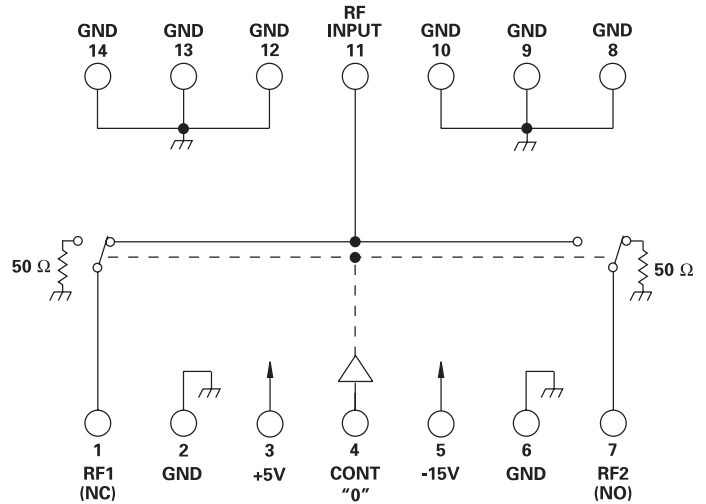 GND
14
GND
13
GND
12
RF
INPUT
11
GND
10
GND
9
GND
8
50 Ω
50 Ω
1
RF1
(NC)
2
GND
3
+5V
4
CONT
“0”
5
-15V
6
GND
7
RF2
(NO)